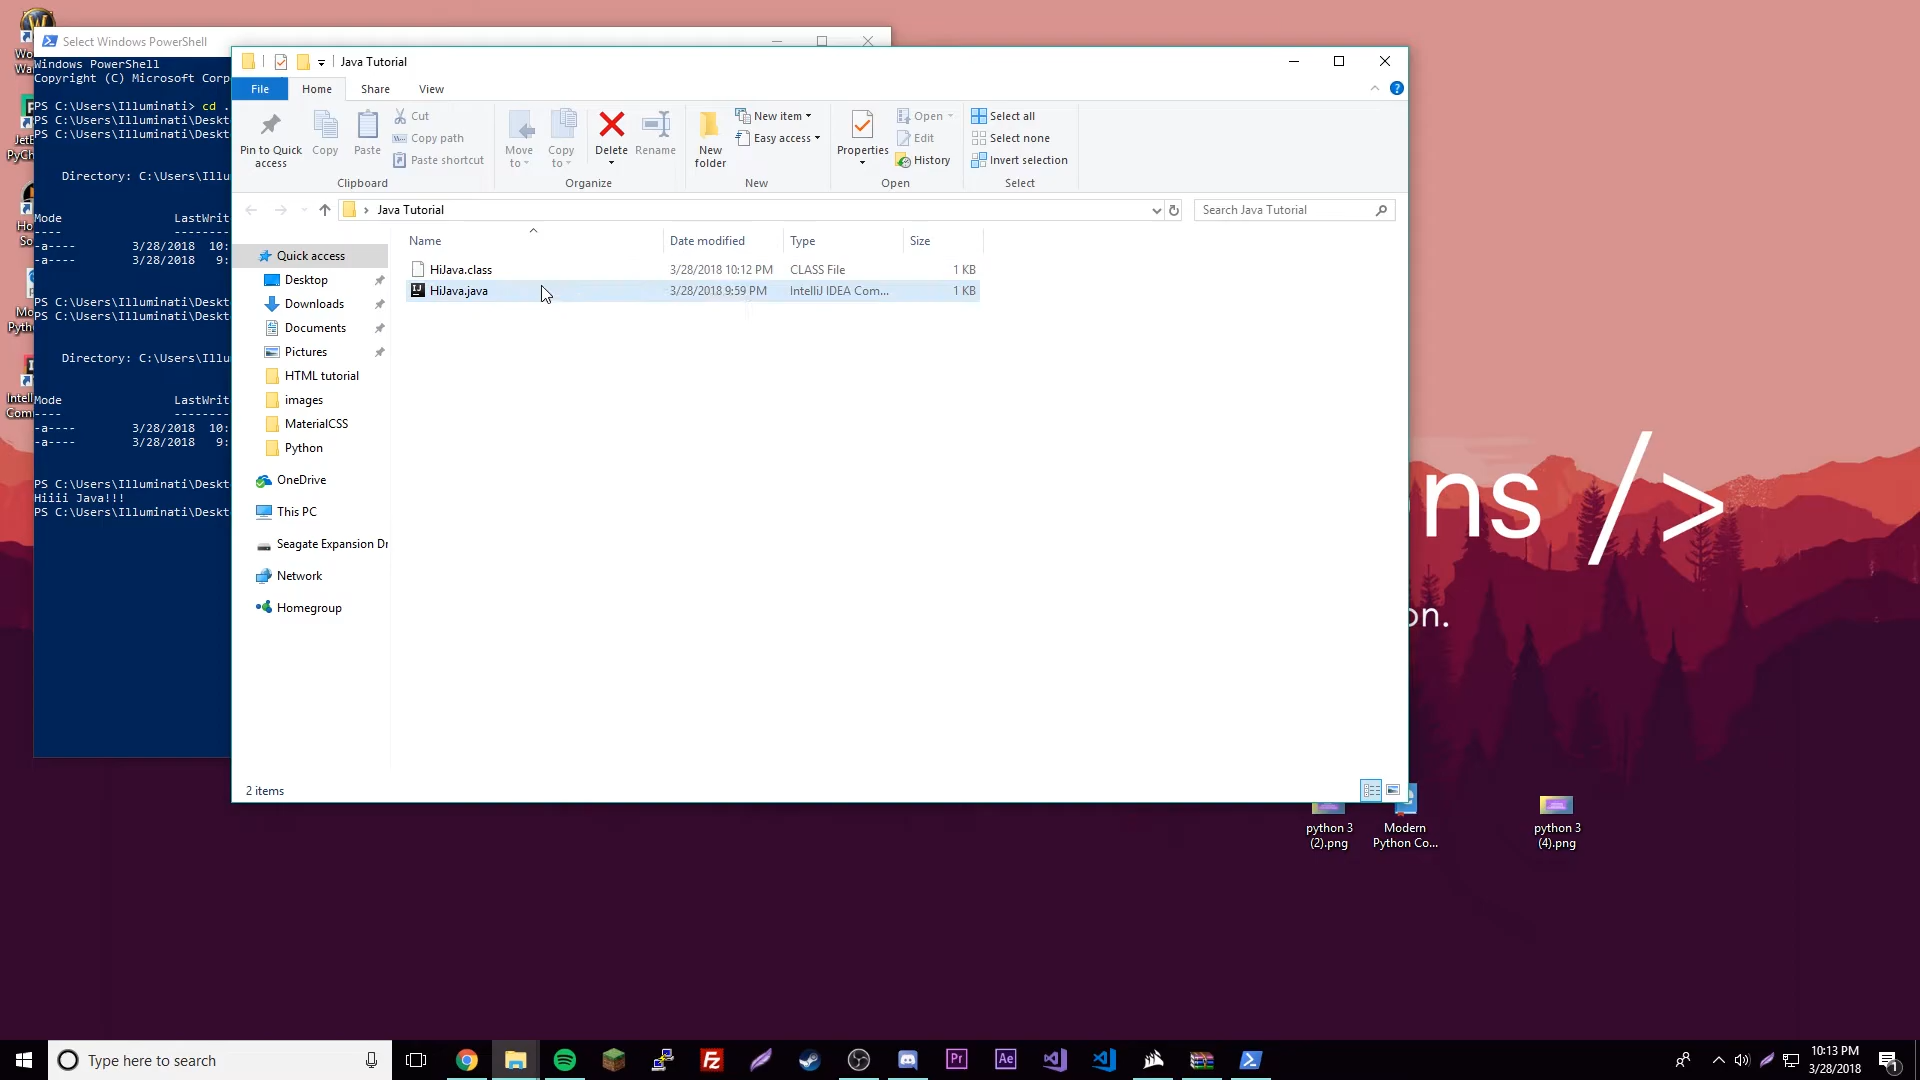 Select Windows PowerShell
Windows PowerShell
Copyright (C) Microsoft Corp
PS C:\Users\Illuminati> cd .
PS C:\Users\Illuminati\Deskt
PS C:\Users\Illuminati\Deskt
Directory: C:\Users\Illu
Mode LastWrit
---- --------
-a---- 3/28/2018 10:
-a---- 3/28/2018 9:
PS C:\Users\Illuminati\Deskt
PS C:\Users\Illuminati\Deskt
Directory: C:\Users\Illu
Mode LastWrit
---- --------
-a---- 3/28/2018 10:
-a---- 3/28/2018 9:
PS C:\Users\Illuminati\Deskt
Hiiii Java!!!
PS C:\Users\Illuminati\Deskt
Java Tutorial
File Home Share View
Pin to Quick access
Copy
Paste
Cut
Copy path
Paste shortcut
Clipboard
Move to
Copy to
Delete
Rename
Organize
New folder
New item
Easy access
New
Properties
Open
Edit
History
Open
Select all
Select none
Invert selection
Select
Java Tutorial
Search Java Tutorial
Name Date modified Type Size
HiJava.class 3/28/2018 10:12 PM CLASS File 1 KB
HiJava.java 3/28/2018 9:59 PM IntelliJ IDEA Com... 1 KB
Quick access
Desktop
Downloads
Documents
Pictures
HTML tutorial
images
MaterialCSS
Python
OneDrive
This PC
Seagate Expansion Dr
Network
Homegroup
2 items
ns />
on.
python 3
(2).png
Modern
Python Co...
python 3
(4).png
Type here to search
Pr
Ae
10:13 PM
3/28/2018
1